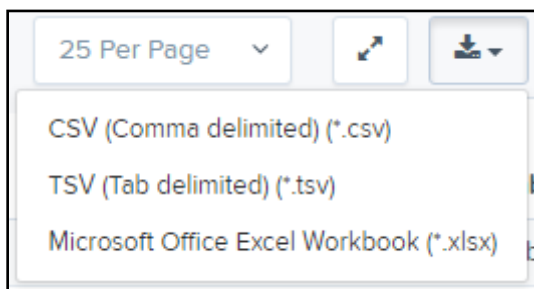 25 Per Page
CSV (Comma delimited) (*.csv)
TSV (Tab delimited) (*.tsv)
Microsoft Office Excel Workbook (*.xlsx)